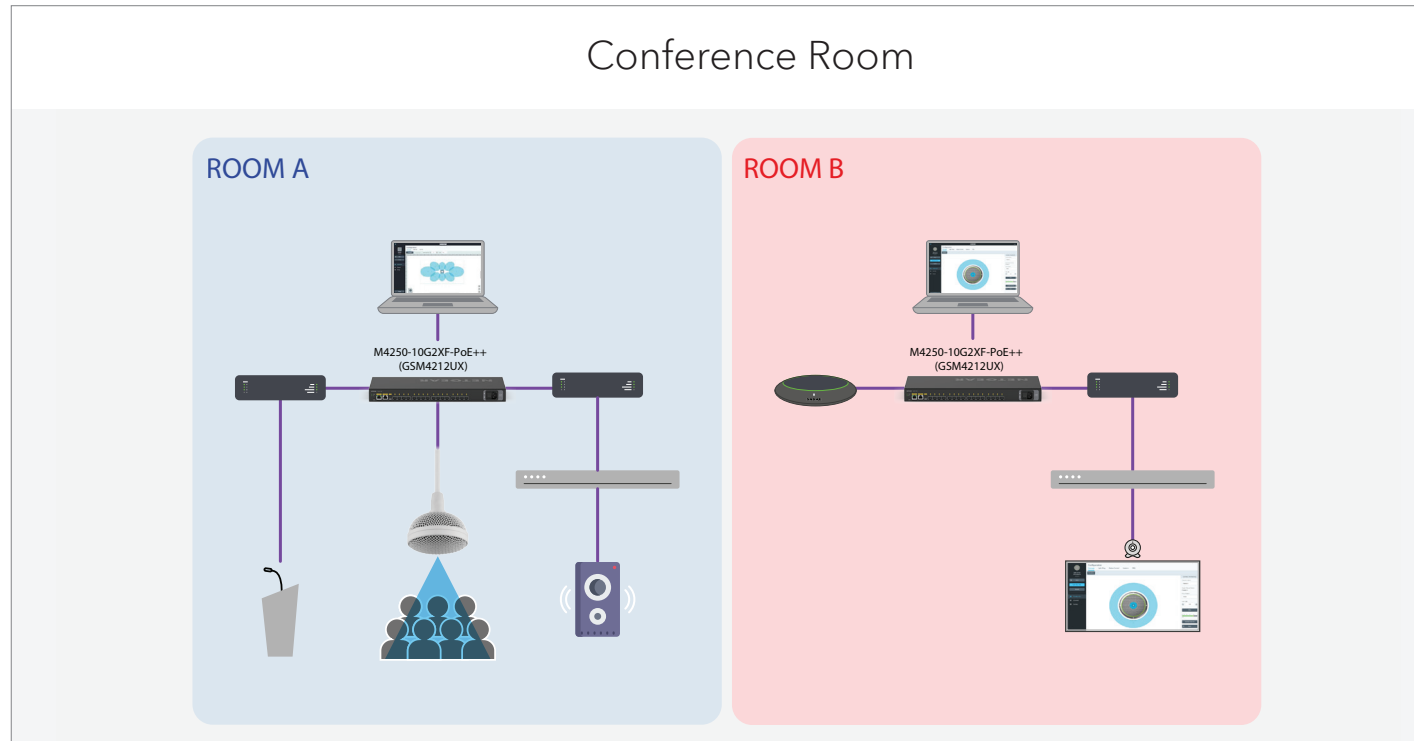 Conference Room
ROOM A
M4250-10G2XF-PoE++
(GSM4212UX)
ROOM B
M4250-10G2XF-PoE++
(GSM4212UX)